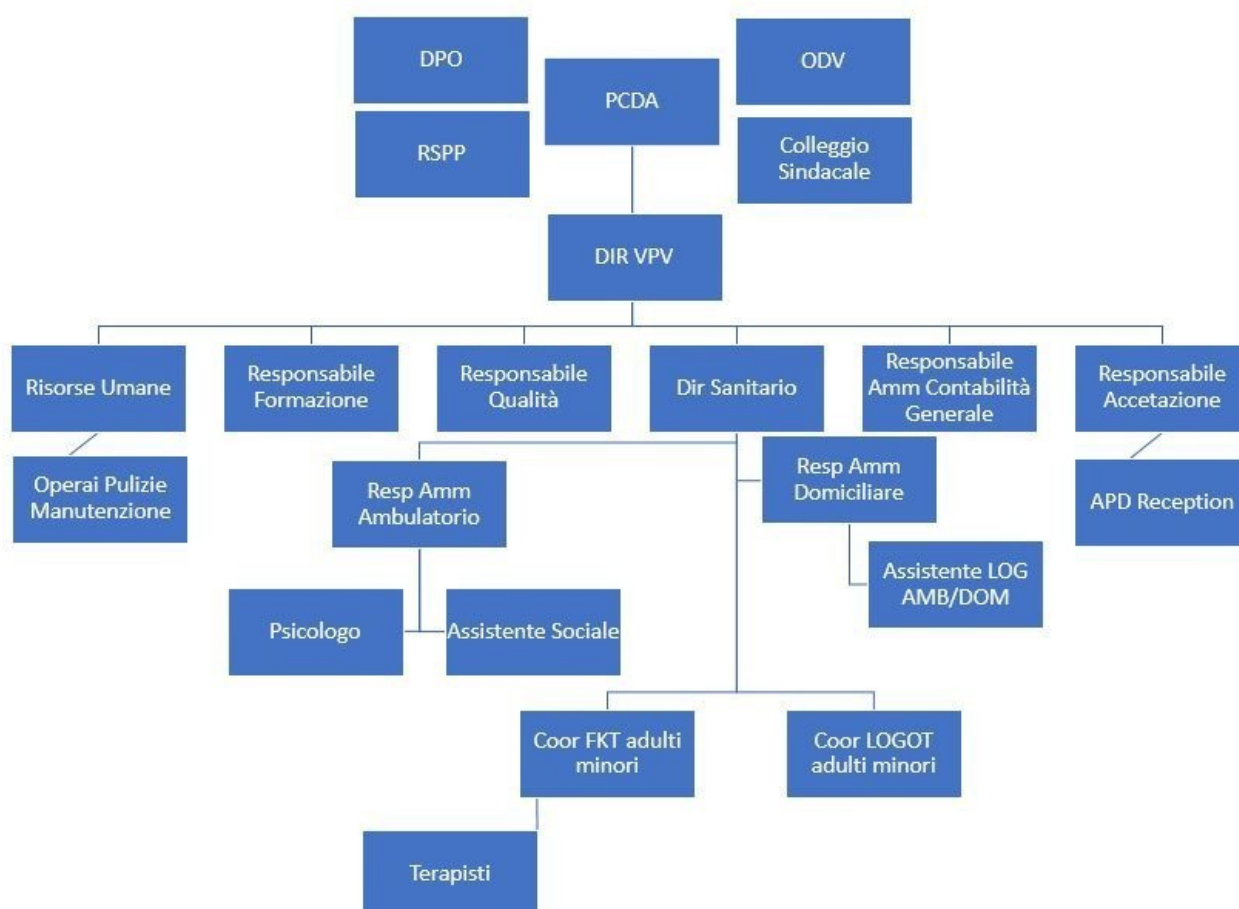 DPO
PCDA
ODV
RSPP
Colleggio
Sindacale
DIR VPV
Risorse Umane
Responsabile
Formazione
Responsabile
Qualità
Dir Sanitario
Responsabile
Amm Contabilità
Generale
Responsabile
Accetazione
Operai Pulizie
Manutenzione
Resp Amm
Ambulatorio
Resp Amm
Domiciliare
APD Reception
Assistente LOG
AMB/DOM
Psicologo
Assistente Sociale
Coor FKT adulti
minori
Coor LOGOT
adulti minori
Terapisti